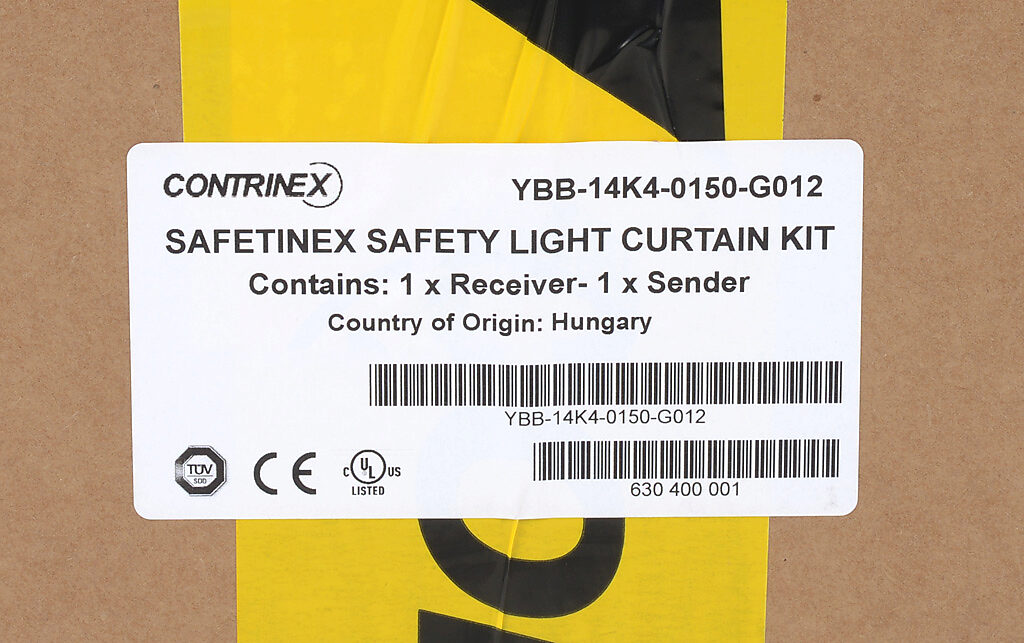 CONTRINEX
YBB-14K4-0150-G012
SAFETINEX SAFETY LIGHT CURTAIN KIT
Contains: 1 x Receiver- 1 x Sender
Country of Origin: Hungary
YBB-14K4-0150-G012
TÜV
SÜD
CE
C UL US
LISTED
630 400 001